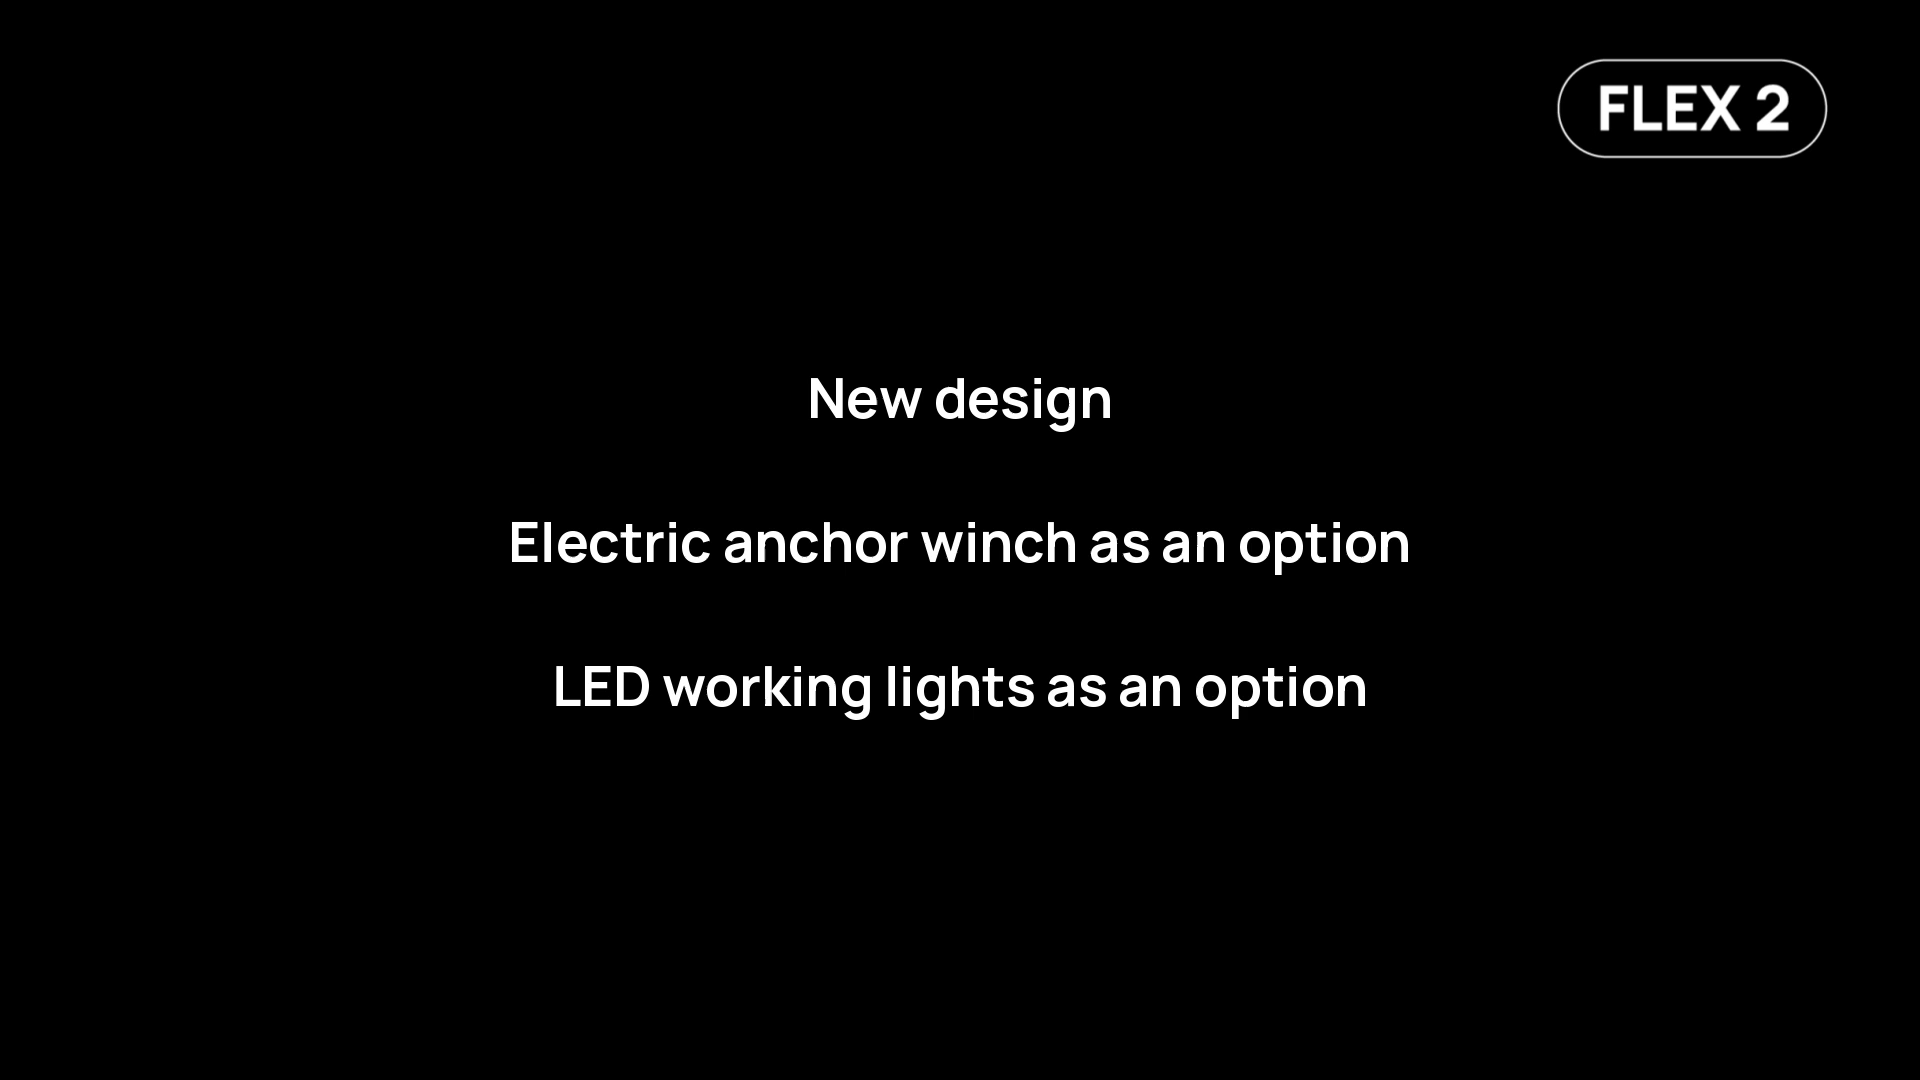 FLEX 2
New design
Electric anchor winch as an option
LED working lights as an option